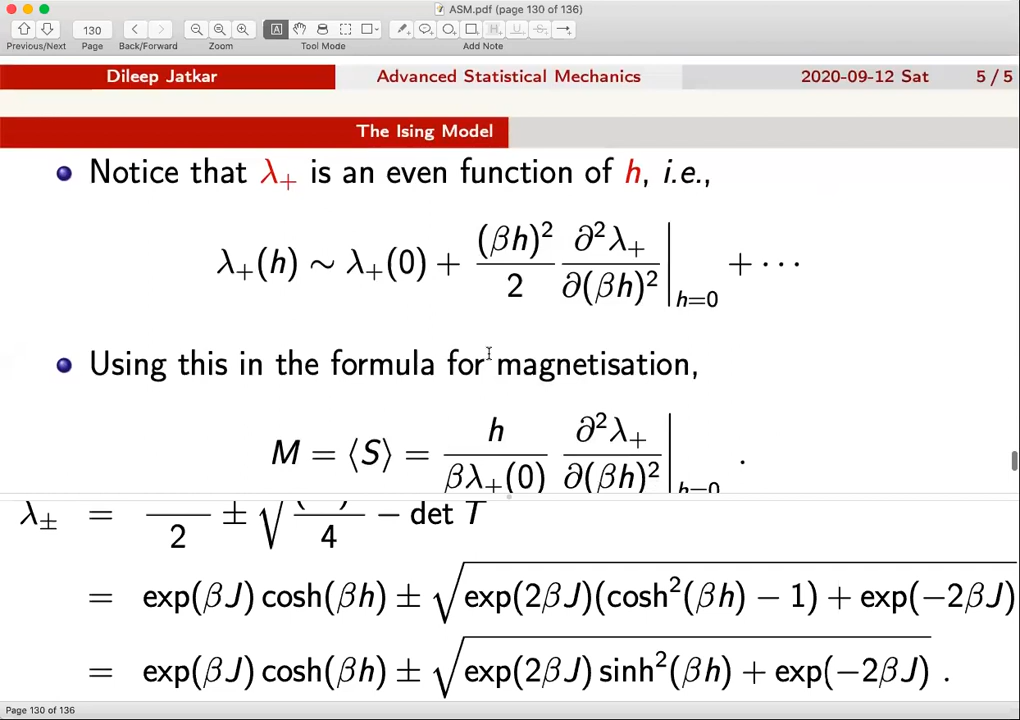 ASM.pdf (page 130 of 136)
130
Previous/Next Page Back/Forward Zoom Tool Mode Add Note
Dileep Jatkar Advanced Statistical Mechanics 2020-09-12 Sat 5 / 5
The Ising Model
Notice that λ₊ is an even function of h, i.e.,
λ₊(h) ∼ λ₊(0) + (βh)²/2 ∂²λ₊/∂(βh)² |ₕ₌₀ + ⋯
Using this in the formula for magnetisation,
M = ⟨S⟩ = h/βλ₊(0) ∂²λ₊/∂(βh)² |ₕ₌₀ .
λ± = /2 ± √ /4 − det T
= exp(βJ) cosh(βh) ± √exp(2βJ)(cosh²(βh) − 1) + exp(−2βJ)
= exp(βJ) cosh(βh) ± √exp(2βJ) sinh²(βh) + exp(−2βJ) .
Page 130 of 136